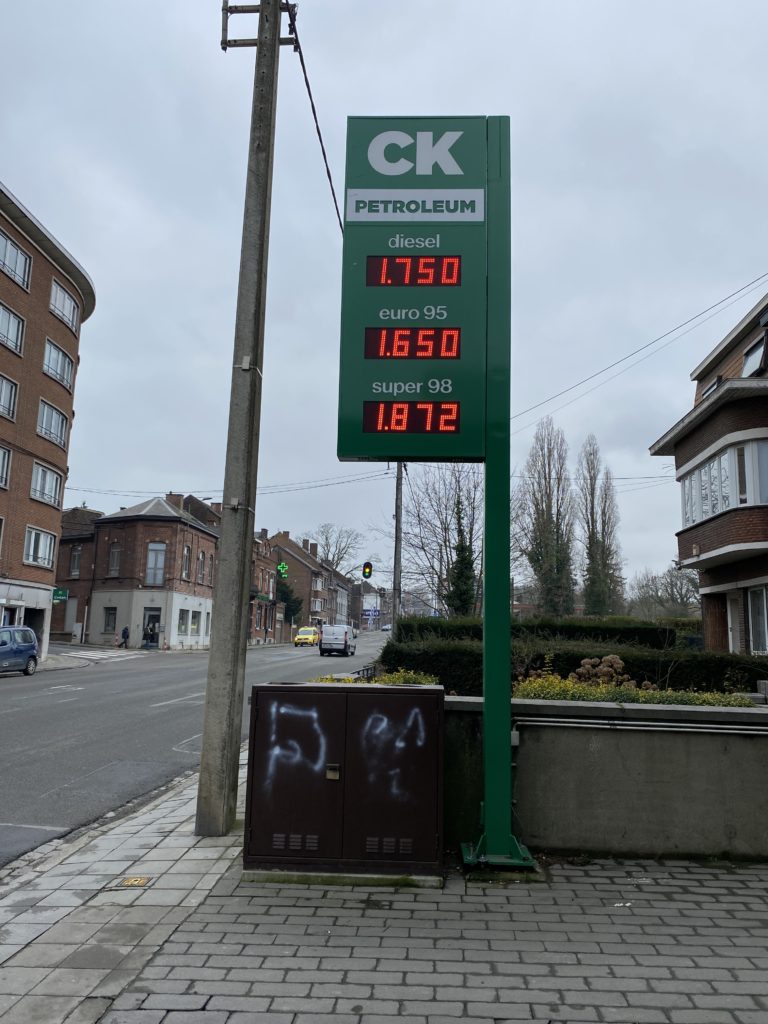 CK
PETROLEUM
diesel
1.750
euro 95
1.650
super 98
1.872